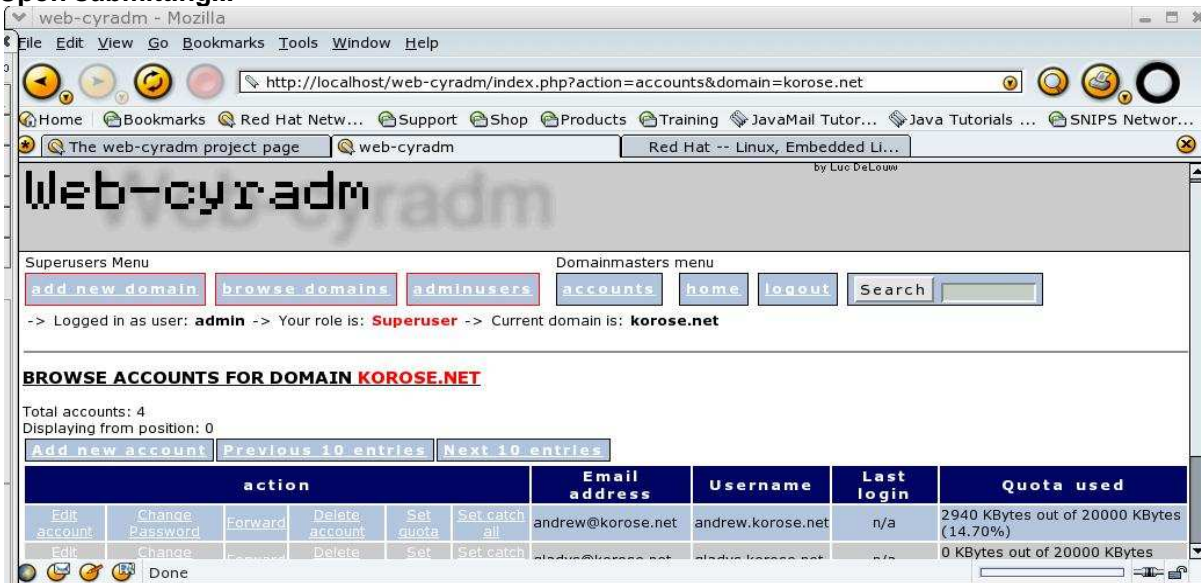 Upon submitting...
web-cyradm - Mozilla
File Edit View Go Bookmarks Tools Window Help
http://localhost/web-cyradm/index.php?action=accounts&domain=korose.net
Home Bookmarks Red Hat Netw... Support Shop Products Training JavaMail Tutor... Java Tutorials ... SNIPS Networ...
The web-cyradm project page web-cyradm Red Hat -- Linux, Embedded Li...
by Luc DeLouw
Web-cyradm
Superusers Menu Domainmasters menu
add new domain browse domains adminusers accounts home logout Search
-> Logged in as user: admin -> Your role is: Superuser -> Current domain is: korose.net
BROWSE ACCOUNTS FOR DOMAIN KOROSE.NET
Total accounts: 4
Displaying from position: 0
Add new account Previous 10 entries Next 10 entries
action Email address Username Last login Quota used
Edit account Change Password Forward Delete account Set quota Set catch all andrew@korose.net andrew.korose.net n/a 2940 KBytes out of 20000 KBytes (14.70%)
Edit Change Delete Set Set catch 0 KBytes out of 20000 KBytes
Done